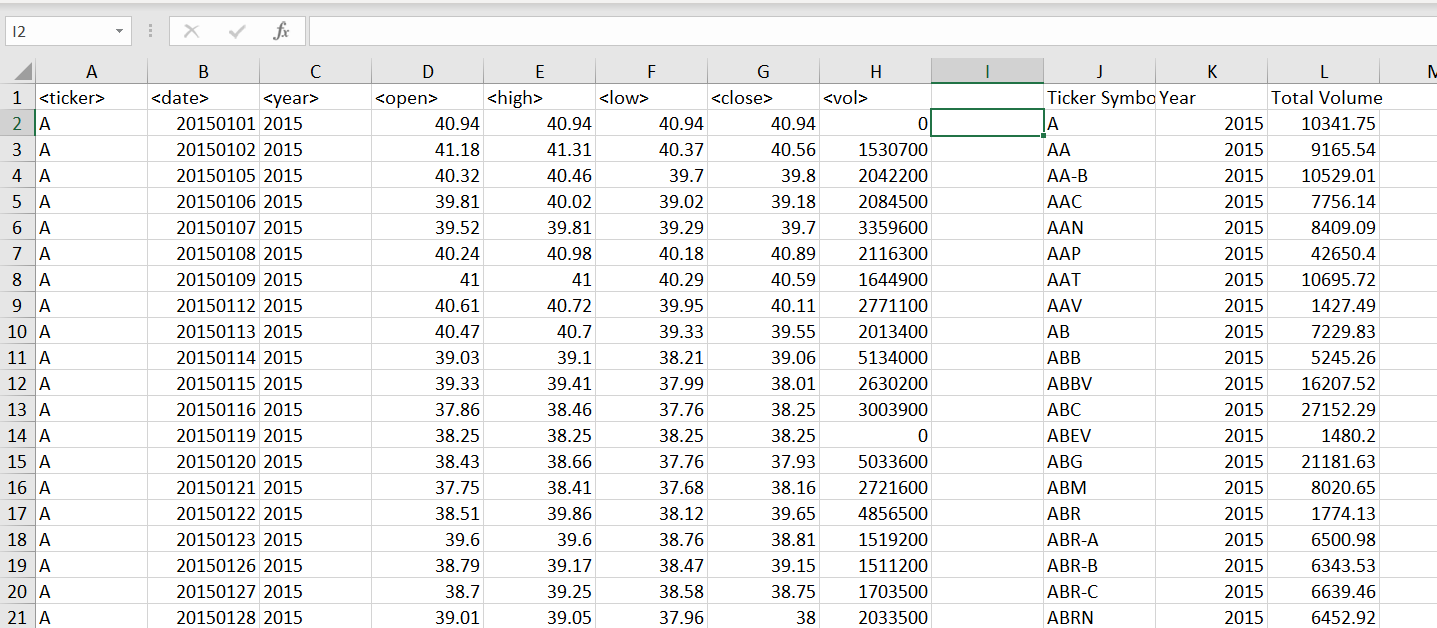 I2 fx
A B C D E F G H I J K L
1 <ticker> <date> <year> <open> <high> <low> <close> <vol> Ticker Symbo Year Total Volume
2 A 20150101 2015 40.94 40.94 40.94 40.94 0 A 2015 10341.75
3 A 20150102 2015 41.18 41.31 40.37 40.56 1530700 AA 2015 9165.54
4 A 20150105 2015 40.32 40.46 39.7 39.8 2042200 AA-B 2015 10529.01
5 A 20150106 2015 39.81 40.02 39.02 39.18 2084500 AAC 2015 7756.14
6 A 20150107 2015 39.52 39.81 39.29 39.7 3359600 AAN 2015 8409.09
7 A 20150108 2015 40.24 40.98 40.18 40.89 2116300 AAP 2015 42650.4
8 A 20150109 2015 41 41 40.29 40.59 1644900 AAT 2015 10695.72
9 A 20150112 2015 40.61 40.72 39.95 40.11 2771100 AAV 2015 1427.49
10 A 20150113 2015 40.47 40.7 39.33 39.55 2013400 AB 2015 7229.83
11 A 20150114 2015 39.03 39.1 38.21 39.06 5134000 ABB 2015 5245.26
12 A 20150115 2015 39.33 39.41 37.99 38.01 2630200 ABBV 2015 16207.52
13 A 20150116 2015 37.86 38.46 37.76 38.25 3003900 ABC 2015 27152.29
14 A 20150119 2015 38.25 38.25 38.25 38.25 0 ABEV 2015 1480.2
15 A 20150120 2015 38.43 38.66 37.76 37.93 5033600 ABG 2015 21181.63
16 A 20150121 2015 37.75 38.41 37.68 38.16 2721600 ABM 2015 8020.65
17 A 20150122 2015 38.51 39.86 38.12 39.65 4856500 ABR 2015 1774.13
18 A 20150123 2015 39.6 39.6 38.76 38.81 1519200 ABR-A 2015 6500.98
19 A 20150126 2015 38.79 39.17 38.47 39.15 1511200 ABR-B 2015 6343.53
20 A 20150127 2015 38.7 39.25 38.58 38.75 1703500 ABR-C 2015 6639.46
21 A 20150128 2015 39.01 39.05 37.96 38 2033500 ABRN 2015 6452.92